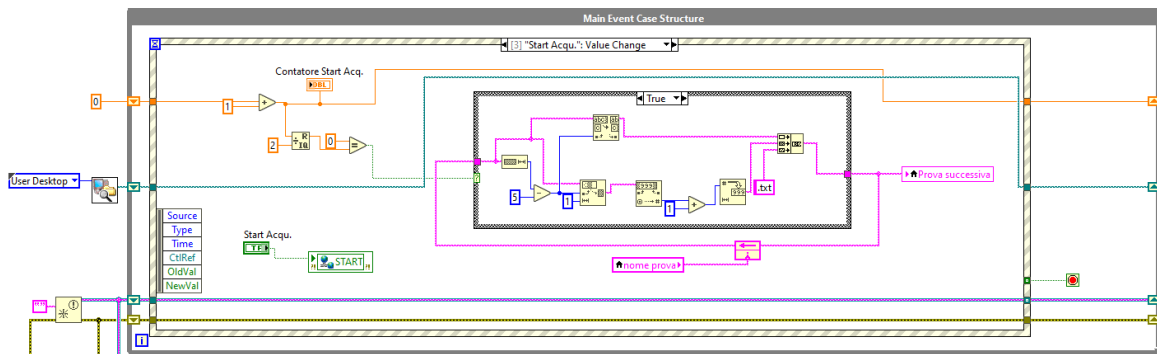 Main Event Case Structure
[3] "Start Acqu.": Value Change
Contatore Start Acq.
DBL
True
0
1
2
R
IQ
0
=
User Desktop
5
1
1
.txt
Prova successiva
Source
Type
Time
CtlRef
OldVal
NewVal
Start Acqu.
TF
START
nome prova
i